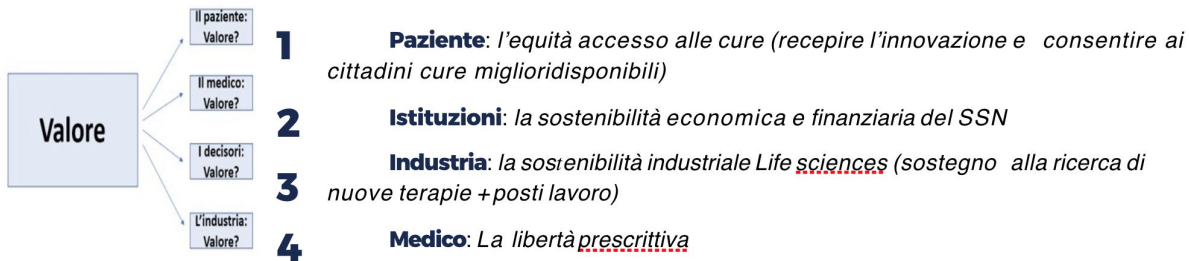 Valore
Il paziente:
Valore?
Il medico:
Valore?
I decisori:
Valore?
L'industria:
Valore?
1
Paziente: l'equità accesso alle cure (recepire l'innovazione e consentire ai
cittadini cure miglioridisponibili)
2
Istituzioni: la sostenibilità economica e finanziaria del SSN
3
Industria: la sostenibilità industriale Life sciences (sostegno alla ricerca di
nuove terapie +posti lavoro)
4
Medico: La libertà prescrittiva